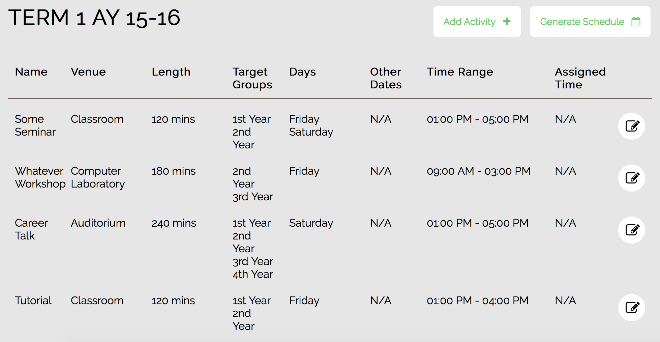 TERM 1 AY 15-16
Add Activity
Generate Schedule
Name Venue Length Target Groups Days Other Dates Time Range Assigned Time
Some Seminar Classroom 120 mins 1st Year 2nd Year Friday Saturday N/A 01:00 PM - 05:00 PM N/A
Whatever Workshop Computer Laboratory 180 mins 2nd Year 3rd Year Friday N/A 09:00 AM - 03:00 PM N/A
Career Talk Auditorium 240 mins 1st Year 2nd Year 3rd Year 4th Year Saturday N/A 01:00 PM - 05:00 PM N/A
Tutorial Classroom 120 mins 1st Year 2nd Year Friday N/A 01:00 PM - 04:00 PM N/A